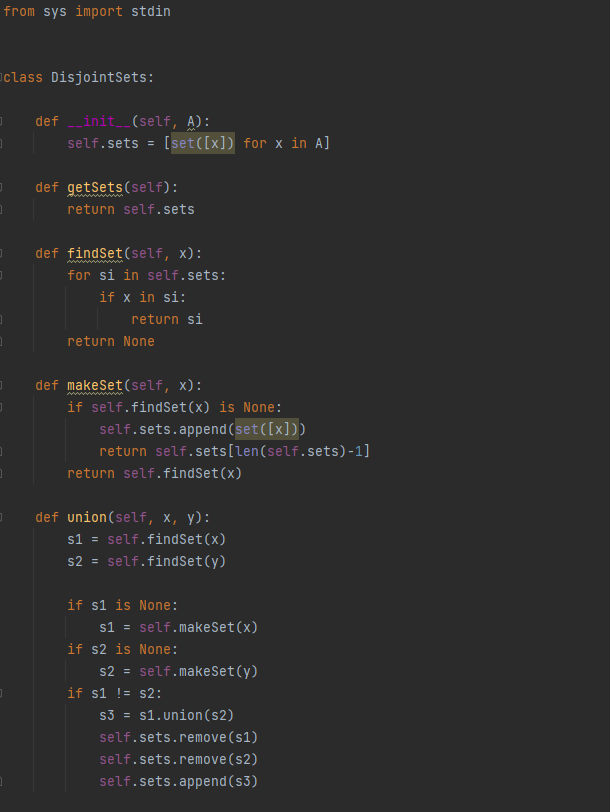 from sys import stdin
class DisjointSets:
    def __init__(self, A):
        self.sets = [set([x]) for x in A]
    def getSets(self):
        return self.sets
    def findSet(self, x):
        for si in self.sets:
            if x in si:
                return si
        return None
    def makeSet(self, x):
        if self.findSet(x) is None:
            self.sets.append(set([x]))
            return self.sets[len(self.sets)-1]
        return self.findSet(x)
    def union(self, x, y):
        s1 = self.findSet(x)
        s2 = self.findSet(y)
        if s1 is None:
            s1 = self.makeSet(x)
        if s2 is None:
            s2 = self.makeSet(y)
        if s1 != s2:
            s3 = s1.union(s2)
            self.sets.remove(s1)
            self.sets.remove(s2)
            self.sets.append(s3)